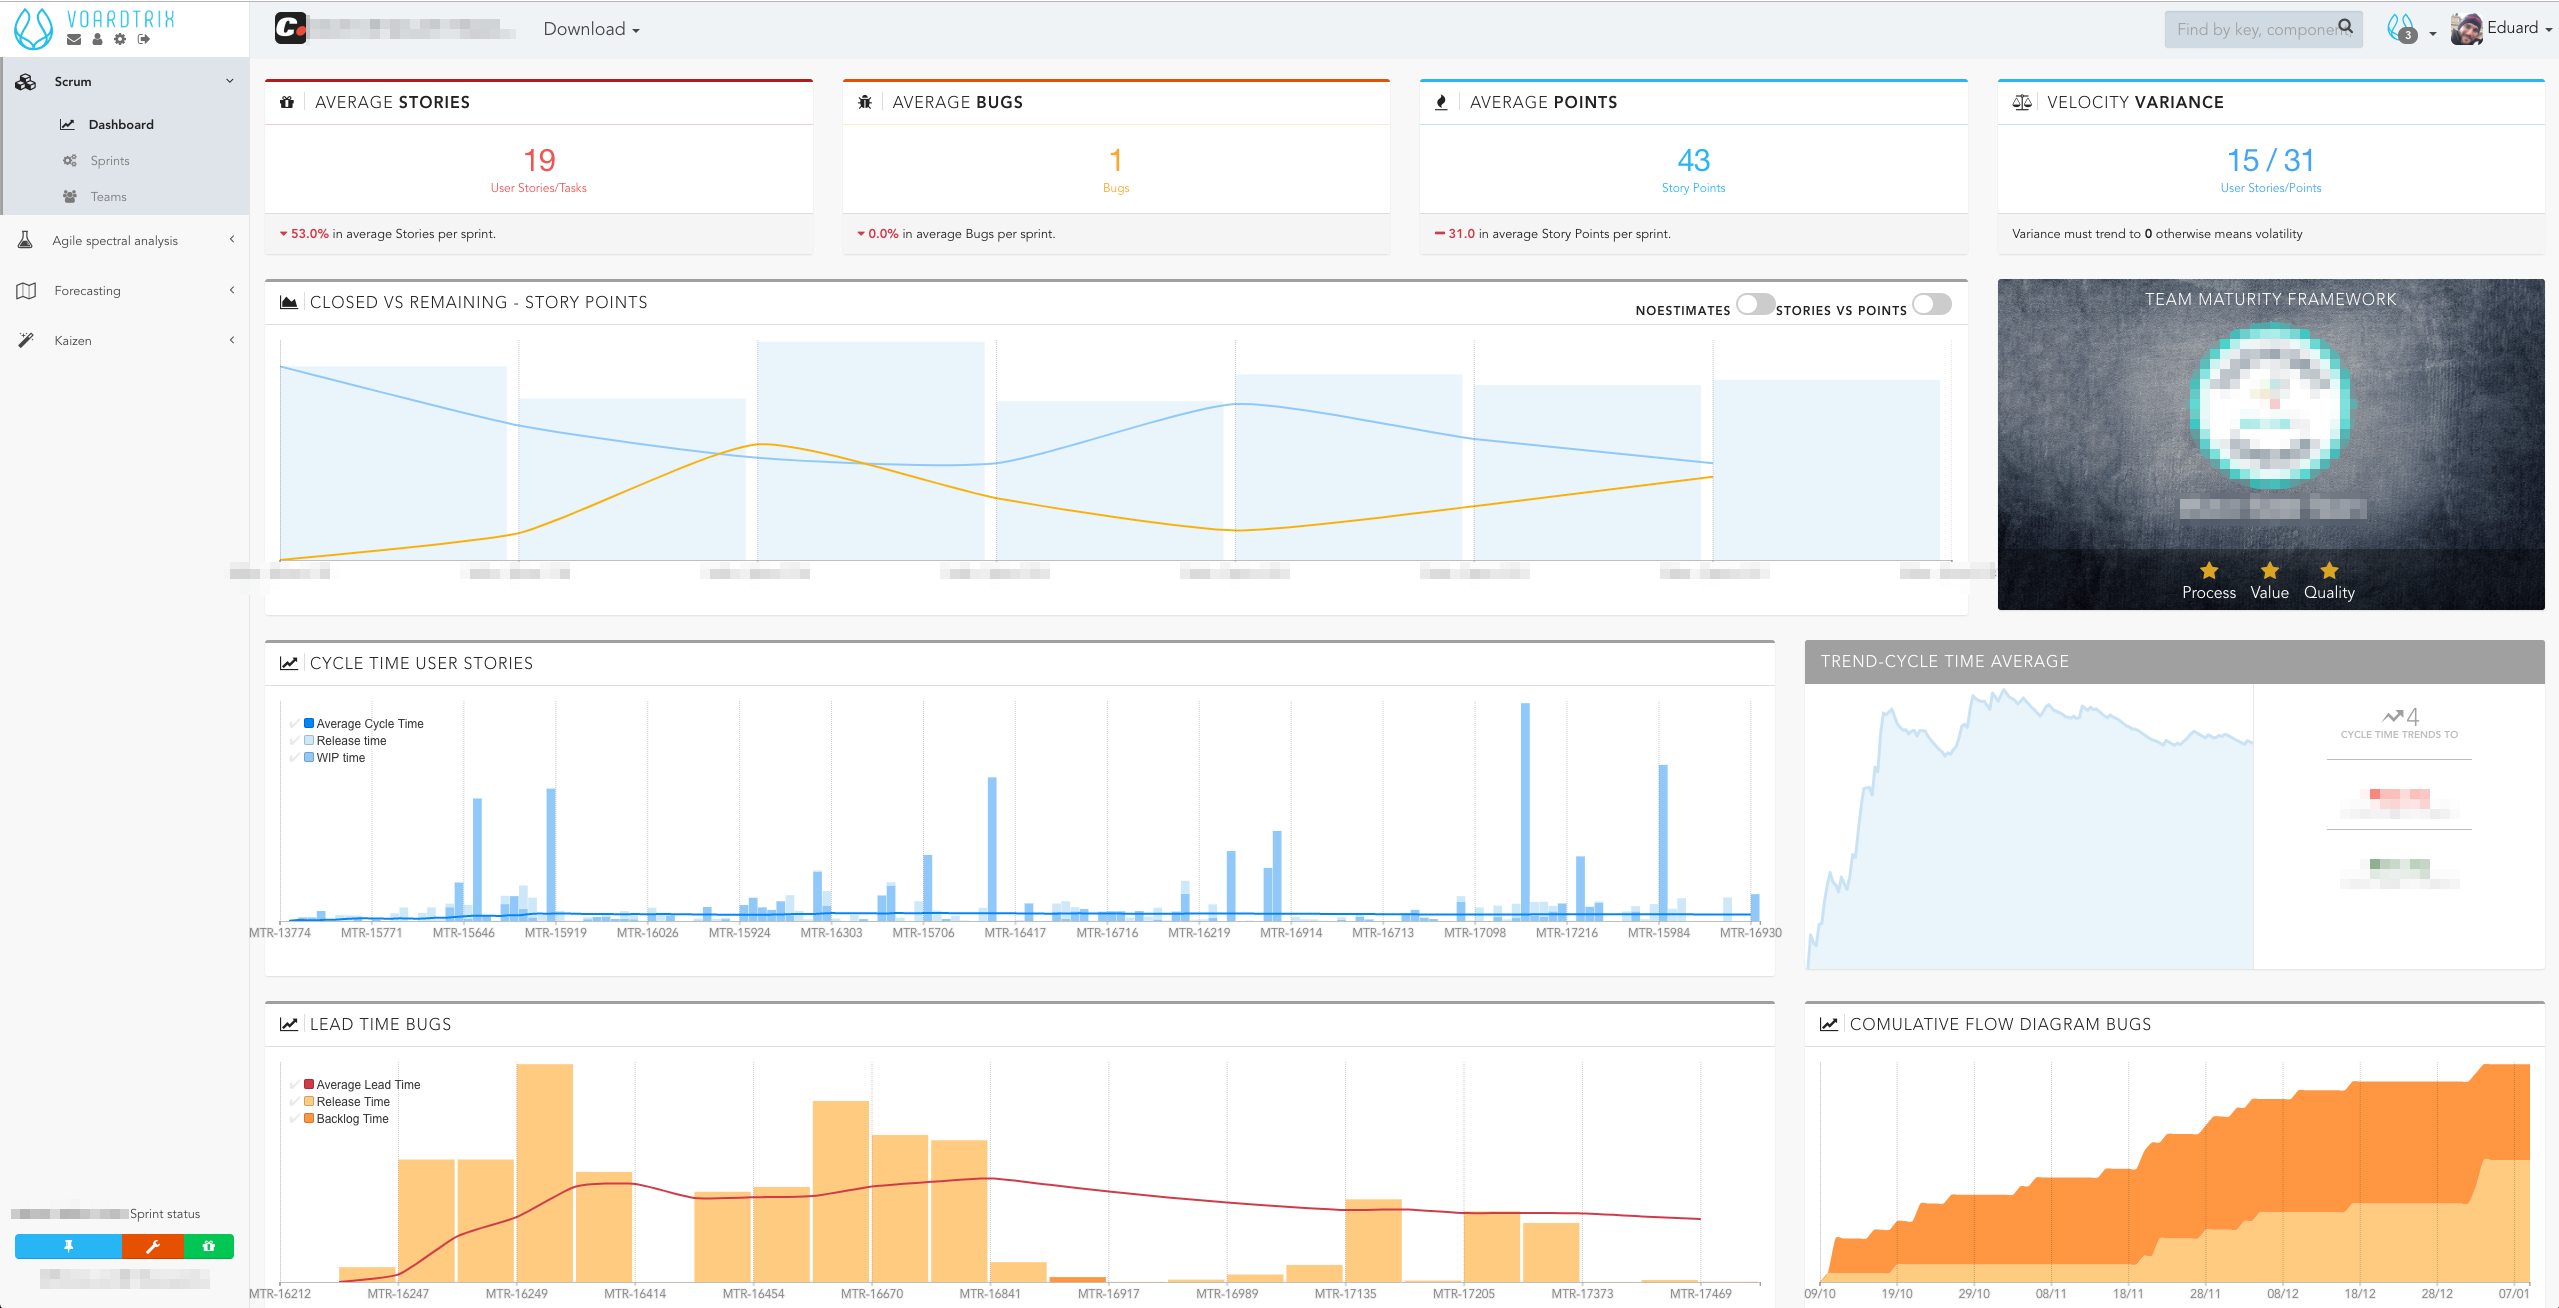 VOARDTRIX
Download
Find by key, component,
3
Eduard
Scrum
Dashboard
Sprints
Teams
Agile spectral analysis
Forecasting
Kaizen
Sprint status
AVERAGE STORIES
19
User Stories/Tasks
53.0% in average Stories per sprint.
AVERAGE BUGS
1
Bugs
0.0% in average Bugs per sprint.
AVERAGE POINTS
43
Story Points
31.0 in average Story Points per sprint.
VELOCITY VARIANCE
15 / 31
User Stories/Points
Variance must trend to 0 otherwise means volatility
CLOSED VS REMAINING - STORY POINTS
NOESTIMATES
STORIES VS POINTS
TEAM MATURITY FRAMEWORK
Process Value Quality
CYCLE TIME USER STORIES
Average Cycle Time
Release time
WIP time
MTR-13774 MTR-15771 MTR-15646 MTR-15919 MTR-16026 MTR-15924 MTR-16303 MTR-15706 MTR-16417 MTR-16716 MTR-16219 MTR-16914 MTR-16713 MTR-17098 MTR-17216 MTR-15984 MTR-16930
TREND-CYCLE TIME AVERAGE
4
CYCLE TIME TRENDS TO
LEAD TIME BUGS
Average Lead Time
Release Time
Backlog Time
MTR-16212 MTR-16247 MTR-16249 MTR-16414 MTR-16454 MTR-16670 MTR-16841 MTR-16917 MTR-16989 MTR-17135 MTR-17205 MTR-17373 MTR-17469
COMULATIVE FLOW DIAGRAM BUGS
09/10 19/10 29/10 08/11 18/11 28/11 08/12 18/12 28/12 07/01